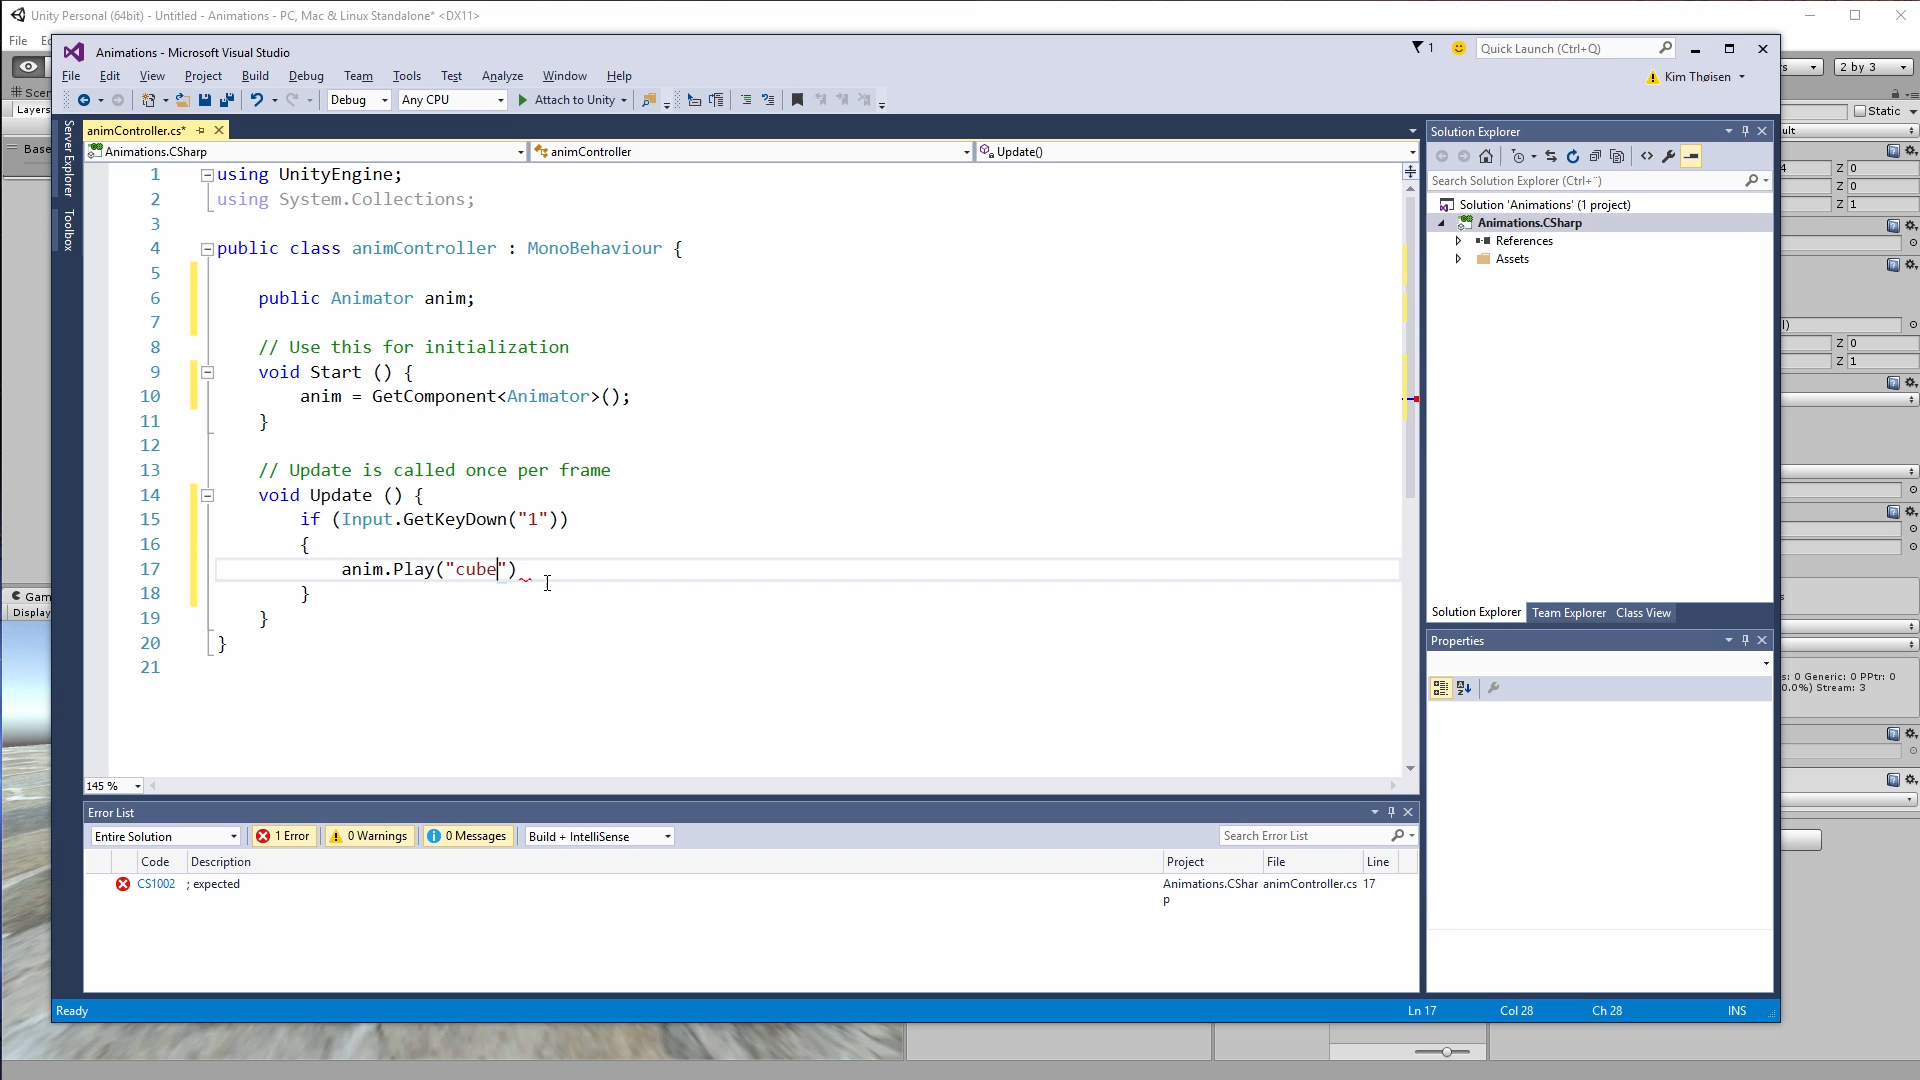 Unity Personal (64bit) - Untitled - Animations - PC, Mac & Linux Standalone* <DX11>
File
Animations - Microsoft Visual Studio
1
Quick Launch (Ctrl+Q)
File Edit View Project Build Debug Team Tools Test Analyze Window Help
Kim Thøisen
2 by 3
Debug
Any CPU
Attach to Unity
Layers
Static
Server Explorer
Toolbox
animController.cs*
Animations.CSharp
animController
Update()
1 using UnityEngine;
2 using System.Collections;
3
4 public class animController : MonoBehaviour {
5
6 public Animator anim;
7
8 // Use this for initialization
9 void Start () {
10 anim = GetComponent<Animator>();
11 }
12
13 // Update is called once per frame
14 void Update () {
15 if (Input.GetKeyDown("1"))
16 {
17 anim.Play("cube")
18 }
19 }
20 }
21
145 %
Solution Explorer
Search Solution Explorer (Ctrl+¨)
Solution 'Animations' (1 project)
Animations.CSharp
References
Assets
Solution Explorer Team Explorer Class View
Properties
Z 0
Z 0
Z 1
Z 0
Z 1
s: 0 Generic: 0 PPtr: 0
0.0%) Stream: 3
Display
Error List
Entire Solution
1 Error
0 Warnings
0 Messages
Build + IntelliSense
Search Error List
Code Description Project File Line
CS1002 ; expected Animations.CShar animController.cs 17
p
Ready
Ln 17 Col 28 Ch 28 INS